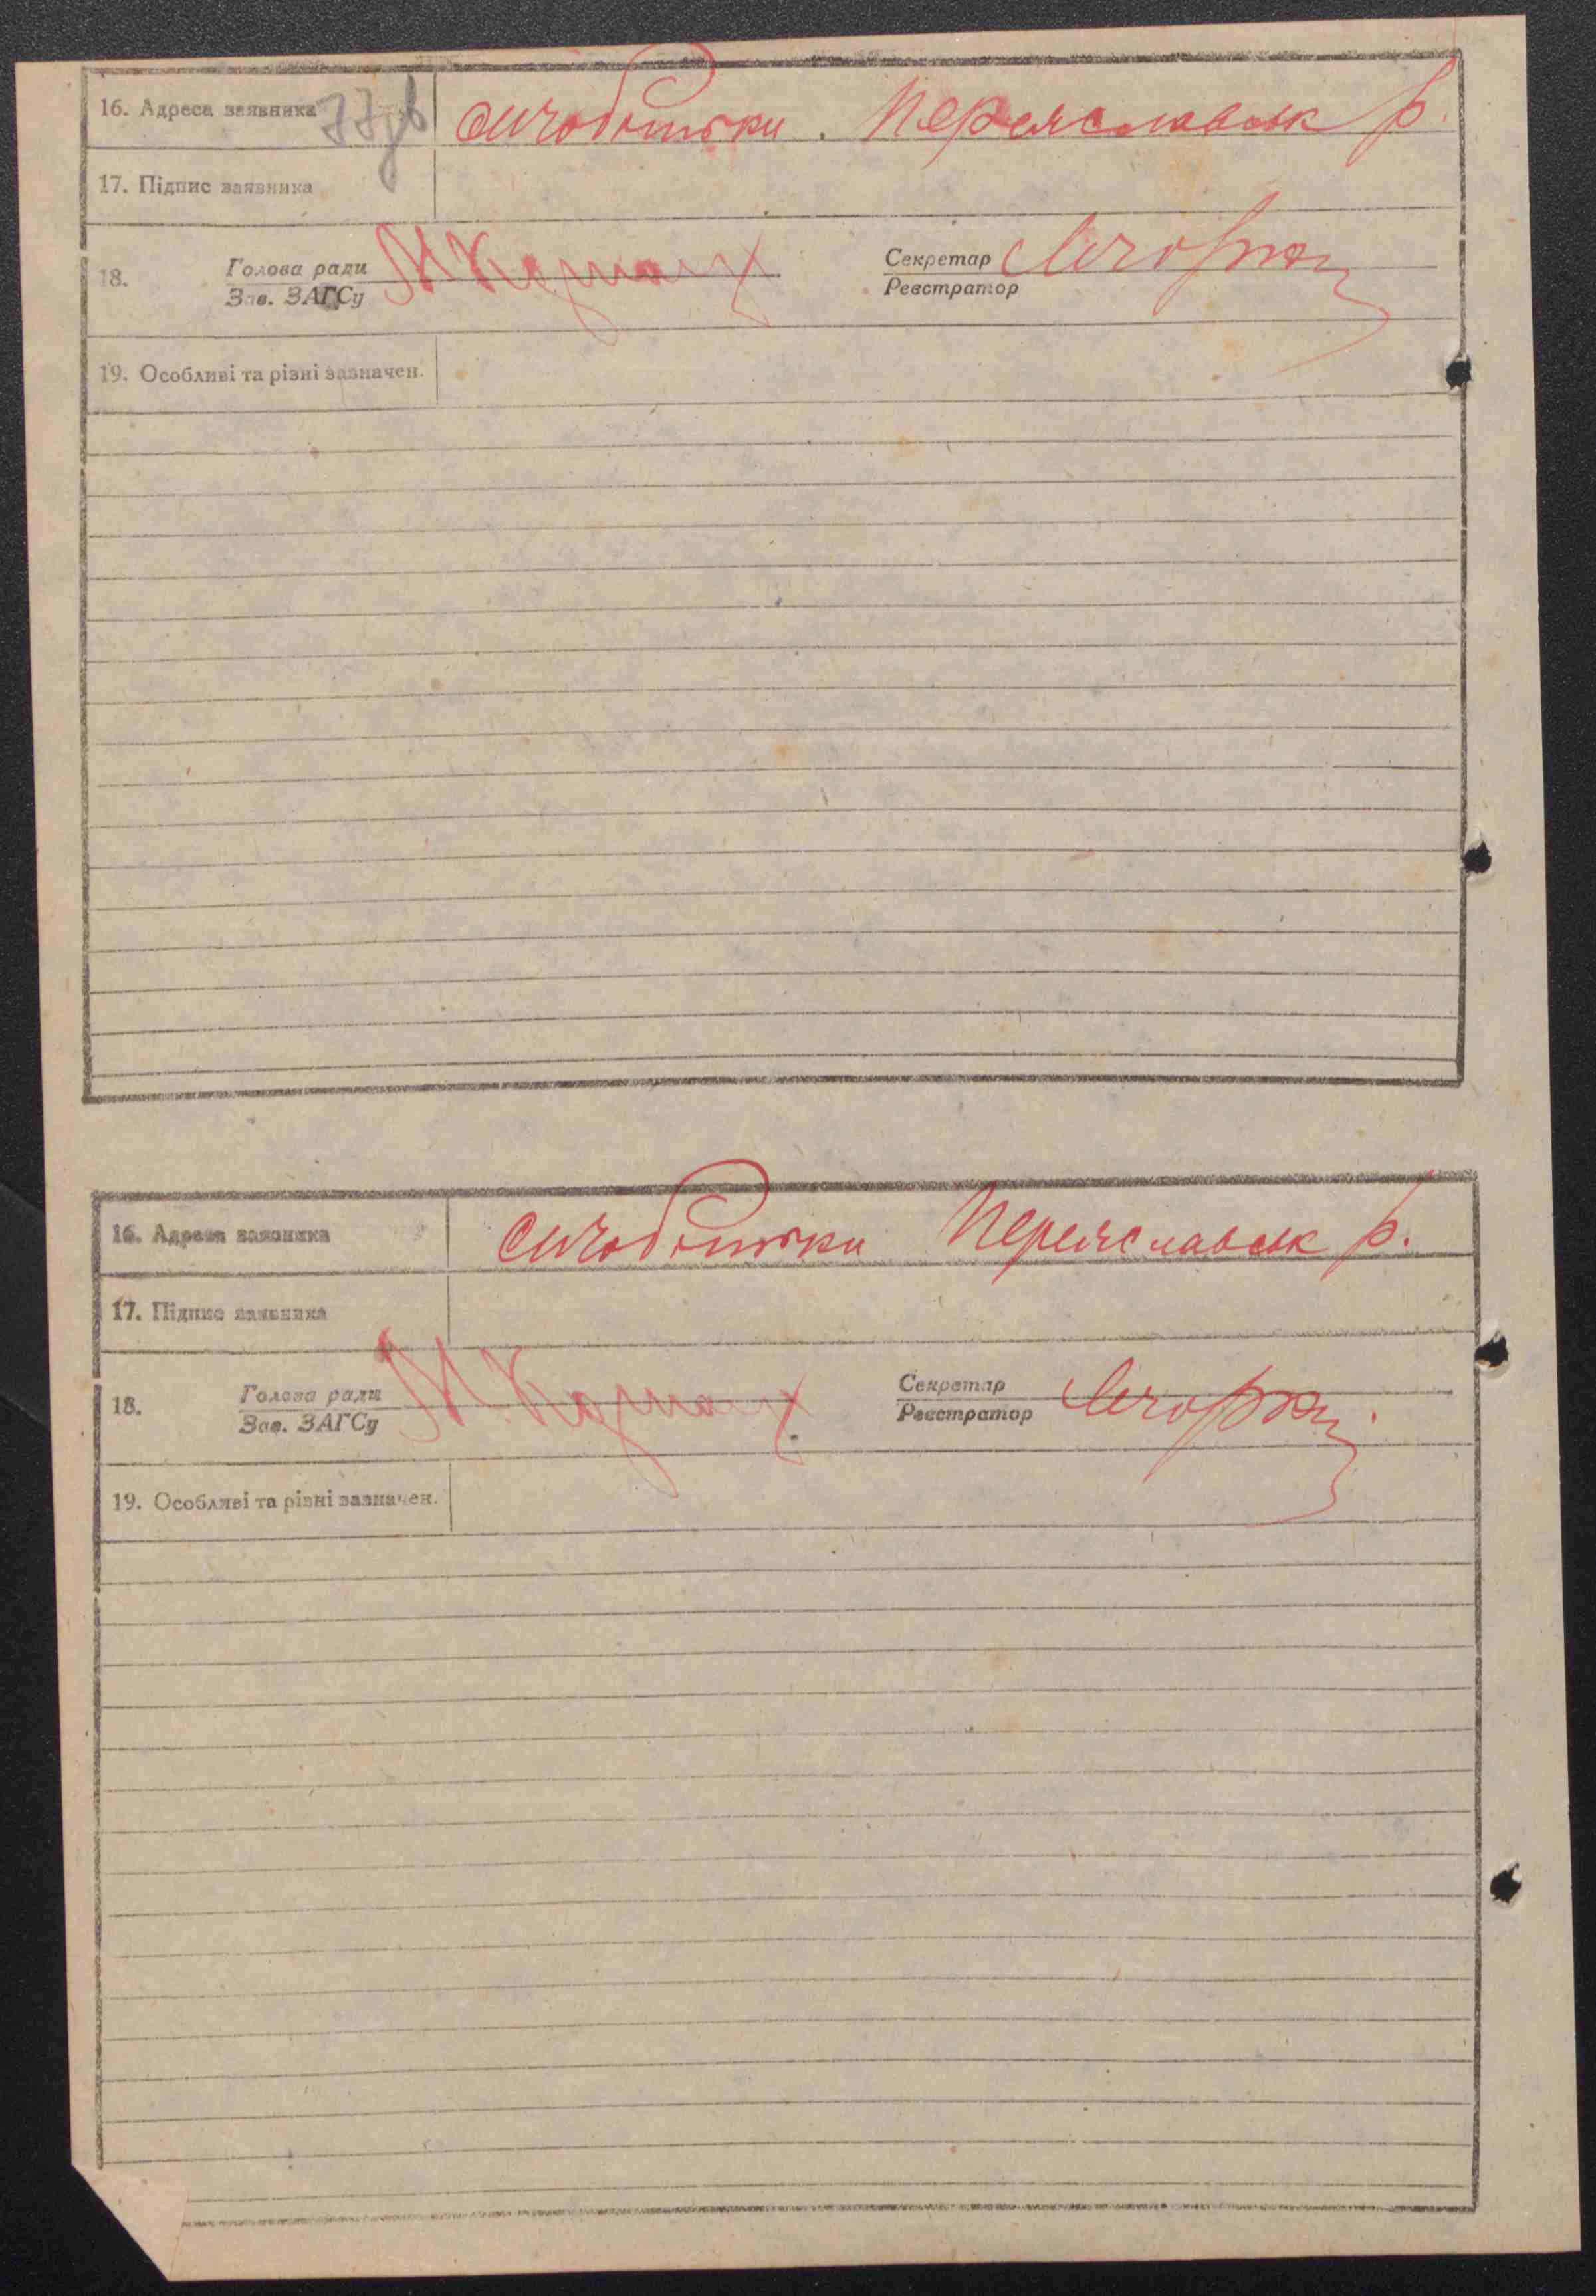 16. Адреса заявника 77зв
Переяславськ р.
17. Підпис заявника
18. Голова ради
Зав. ЗАГСу
Секретар
Реєстратор
19. Особливі та різні зазначен.
16. Адреса заявника
Переяславськ р.
17. Підпис заявника
18. Голова ради
Зав. ЗАГСу
Секретар
Реєстратор
19. Особливі та різні зазначен.